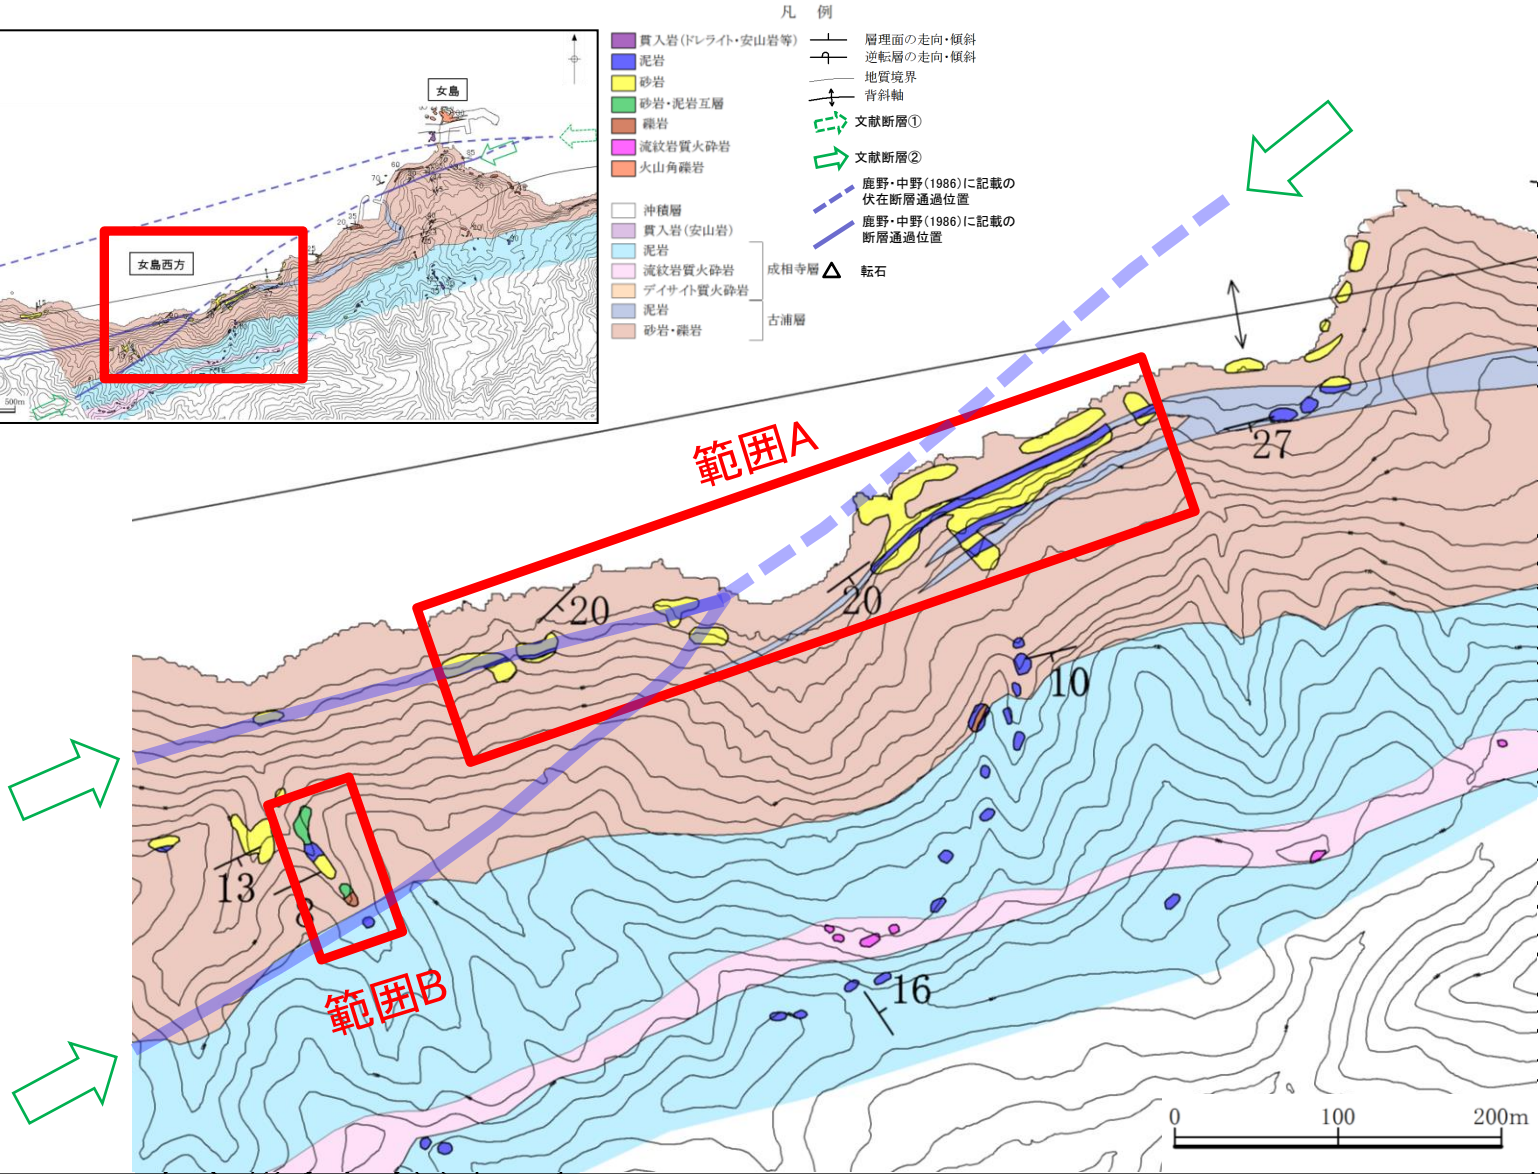 凡 例
貫入岩(ドレライト・安山岩等)
泥岩
砂岩
砂岩・泥岩互層
礫岩
流紋岩質火砕岩
火山角礫岩
沖積層
貫入岩(安山岩)
泥岩
流紋岩質火砕岩
デイサイト質火砕岩
成相寺層
泥岩
砂岩・礫岩
古浦層
層理面の走向・傾斜
逆転層の走向・傾斜
地質境界
背斜軸
文献断層①
文献断層②
鹿野・中野(1986)に記載の
伏在断層通過位置
鹿野・中野(1986)に記載の
断層通過位置
転石
女島
女島西方
60
70
35
20
85
500m
範囲A
27
20
20
10
13
8
範囲B
16
0 100 200m